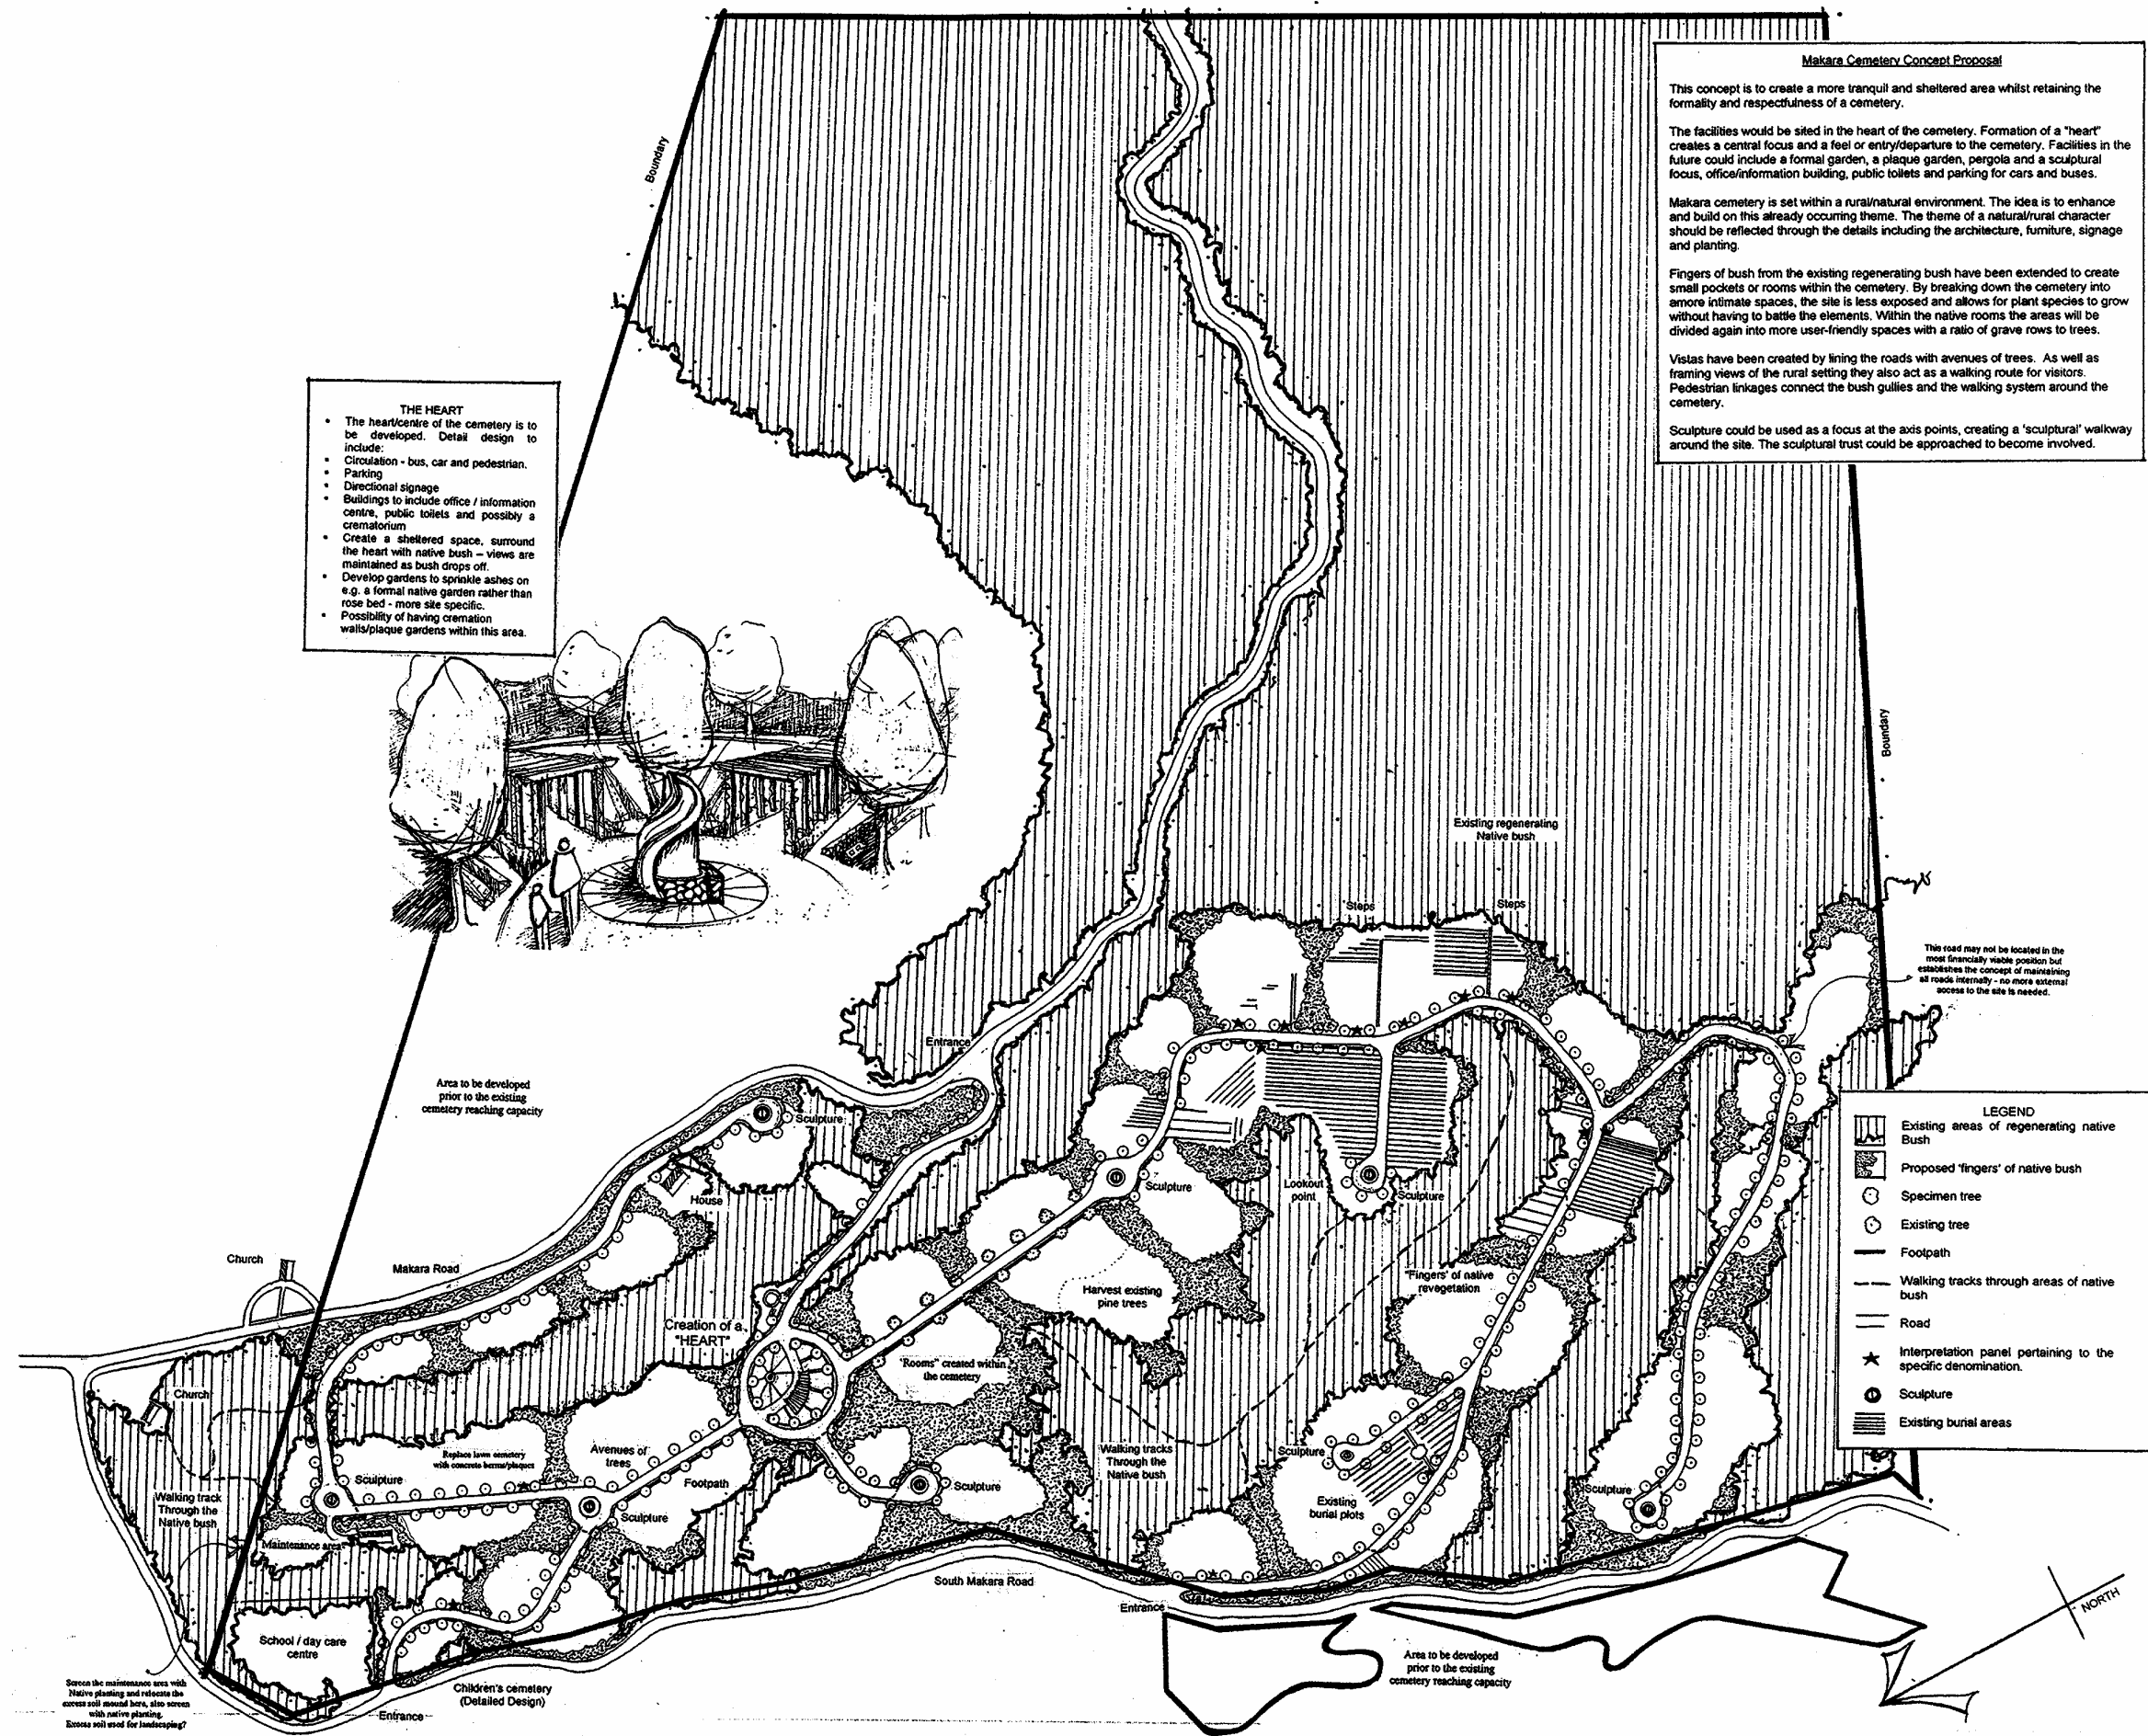 Makara Cemetery Concept Proposal
This concept is to create a more tranquil and sheltered area whilst retaining the
formality and respectfulness of a cemetery.
The facilities would be sited in the heart of the cemetery. Formation of a "heart"
creates a central focus and a feel or entry/departure to the cemetery. Facilities in the
future could include a formal garden, a plaque garden, pergola and a sculptural
focus, office/information building, public toilets and parking for cars and buses.
Makara cemetery is set within a rural/natural environment. The idea is to enhance
and build on this already occurring theme. The theme of a natural/rural character
should be reflected through the details including the architecture, furniture, signage
and planting.
Fingers of bush from the existing regenerating bush have been extended to create
small pockets or rooms within the cemetery. By breaking down the cemetery into
amore intimate spaces, the site is less exposed and allows for plant species to grow
without having to battle the elements. Within the native rooms the areas will be
divided again into more user-friendly spaces with a ratio of grave rows to trees.
Vistas have been created by lining the roads with avenues of trees. As well as
framing views of the rural setting they also act as a walking route for visitors.
Pedestrian linkages connect the bush gullies and the walking system around the
cemetery.
Sculpture could be used as a focus at the axis points, creating a 'sculptural' walkway
around the site. The sculptural trust could be approached to become involved.
Boundary
THE HEART
• The heart/centre of the cemetery is to
be developed. Detail design to
include:
• Circulation - bus, car and pedestrian.
• Parking
• Directional signage
• Buildings to include office / information
centre, public toilets and possibly a
crematorium
• Create a sheltered space, surround
the heart with native bush – views are
maintained as bush drops off.
• Develop gardens to sprinkle ashes on
e.g. a formal native garden rather than
rose bed - more site specific.
• Possibility of having cremation
walls/plaque gardens within this area.
Boundary
Existing regenerating
Native bush
Steps
Steps
This road may not be located in the
most financially viable position but
establishes the concept of maintaining
all roads internally - no more external
access to the site is needed.
Entrance
Area to be developed
prior to the existing
cemetery reaching capacity
Sculpture
House
Sculpture
Lookout
point
Sculpture
Church
Makara Road
Harvest existing
pine trees
"Fingers' of native
revegetation
Creation of a
"HEART"
'Rooms" created within
the cemetery
Church
Replace lawn cemetery
with concrete berms/plaques
Avenues of
trees
Walking tracks
Through the
Native bush
Sculpture
Sculpture
Footpath
Sculpture
Sculpture
Walking track
Through the
Native bush
Sculpture
Existing
burial plots
Maintenance area
South Makara Road
Entrance
School / day care
centre
Screen the maintenance area with
Native planting and relocate the
excess soil mound here, also screen
with native planting.
Excess soil used for landscaping?
Children's cemetery
(Detailed Design)
Entrance
Area to be developed
prior to the existing
cemetery reaching capacity
LEGEND
Existing areas of regenerating native
Bush
Proposed 'fingers' of native bush
Specimen tree
Existing tree
Footpath
Walking tracks through areas of native
bush
Road
Interpretation panel pertaining to the
specific denomination.
Sculpture
Existing burial areas
NORTH